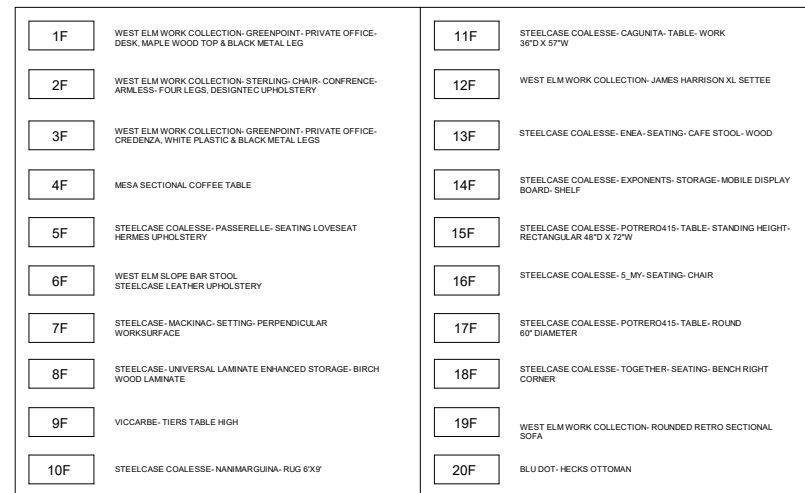 1F
WEST ELM WORK COLLECTION- GREENPOINT- PRIVATE OFFICE-
DESK, MAPLE WOOD TOP & BLACK METAL LEG
2F
WEST ELM WORK COLLECTION- STERLING- CHAIR- CONFRENCE-
ARMLESS- FOUR LEGS, DESIGNTEC UPHOLSTERY
3F
WEST ELM WORK COLLECTION- GREENPOINT- PRIVATE OFFICE-
CREDENZA, WHITE PLASTIC & BLACK METAL LEGS
4F
MESA SECTIONAL COFFEE TABLE
5F
STEELCASE COALESSE- PASSERELLE- SEATING LOVESEAT
HERMES UPHOLSTERY
6F
WEST ELM SLOPE BAR STOOL
STEELCASE LEATHER UPHOLSTERY
7F
STEELCASE- MACKINAC- SETTING- PERPENDICULAR
WORKSURFACE
8F
STEELCASE- UNIVERSAL LAMINATE ENHANCED STORAGE- BIRCH
WOOD LAMINATE
9F
VICCARBE- TIERS TABLE HIGH
10F
STEELCASE COALESSE- NANIMARGUINA- RUG 6'X9'
11F
STEELCASE COALESSE- CAGUNITA- TABLE- WORK
36"D X 57"W
12F
WEST ELM WORK COLLECTION- JAMES HARRISON XL SETTEE
13F
STEELCASE COALESSE- ENEA- SEATING- CAFE STOOL- WOOD
14F
STEELCASE COALESSE- EXPONENTS- STORAGE- MOBILE DISPLAY
BOARD- SHELF
15F
STEELCASE COALESSE- POTRERO415- TABLE- STANDING HEIGHT-
RECTANGULAR 48"D X 72"W
16F
STEELCASE COALESSE- 5_MY- SEATING- CHAIR
17F
STEELCASE COALESSE- POTRERO415- TABLE- ROUND
60" DIAMETER
18F
STEELCASE COALESSE- TOGETHER- SEATING- BENCH RIGHT
CORNER
19F
WEST ELM WORK COLLECTION- ROUNDED RETRO SECTIONAL
SOFA
20F
BLU DOT- HECKS OTTOMAN